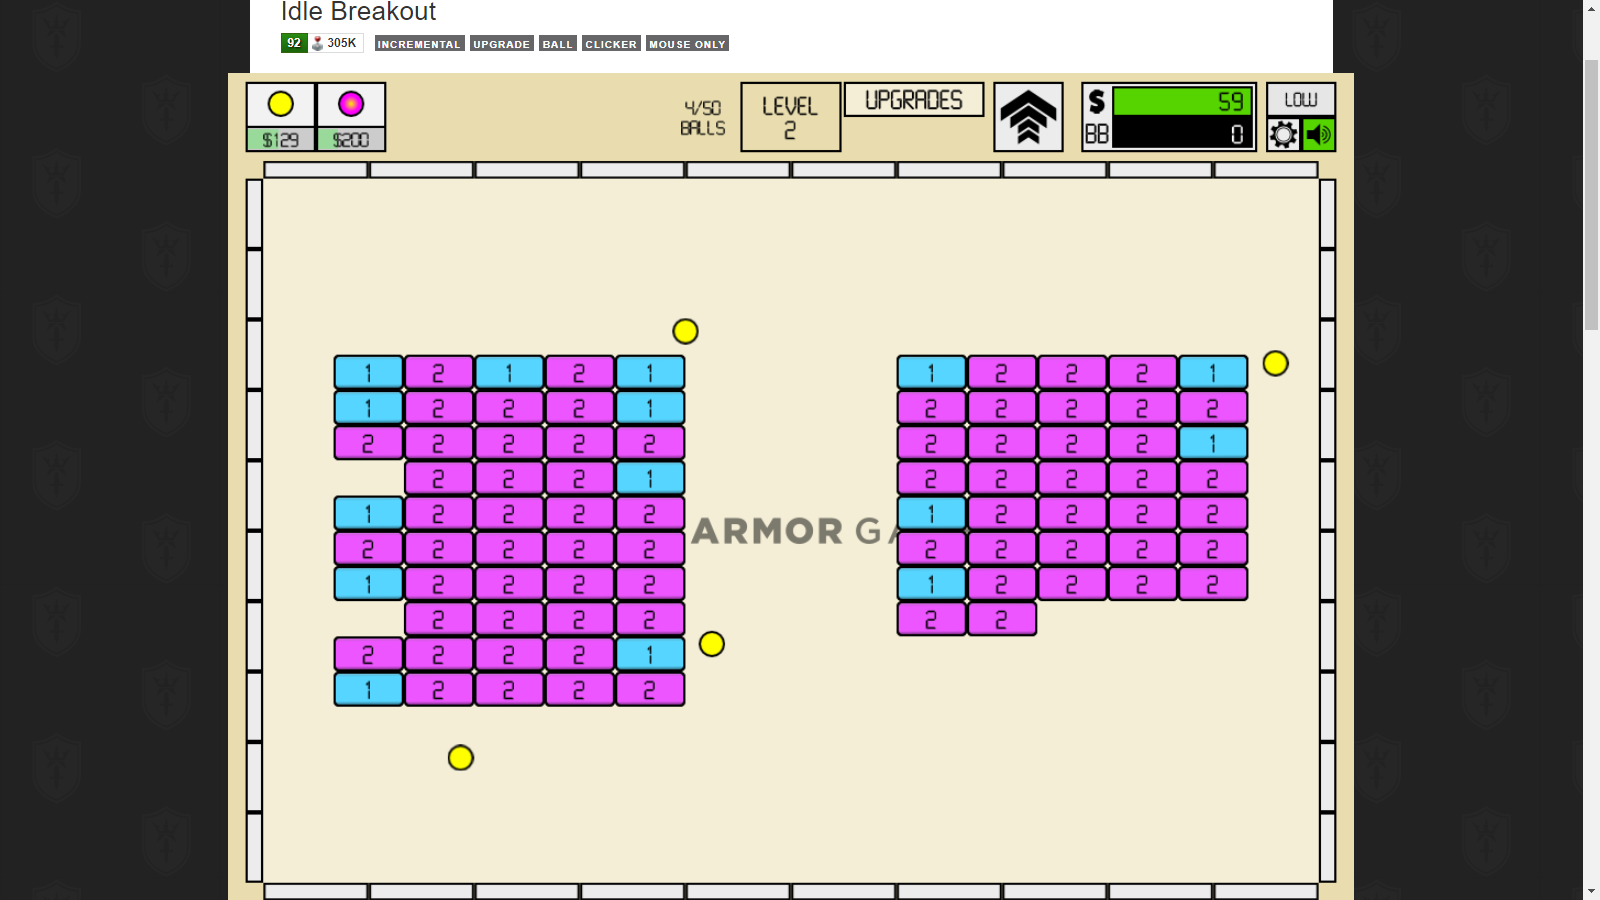 Idle Breakout
92 305K INCREMENTAL UPGRADE BALL CLICKER MOUSE ONLY
$129 $200
4/50
BALLS
LEVEL
2
UPGRADES
$ 59
BB 0
LOW
1 2 1 2 1 1 2 2 2 1
1 2 2 2 1 2 2 2 2 2
2 2 2 2 2 2 2 2 2 1
2 2 2 1 2 2 2 2 2
1 2 2 2 2 1 2 2 2 2
ARMOR GA
2 2 2 2 2 2 2 2 2 2
1 2 2 2 2 1 2 2 2 2
2 2 2 2 2 2
2 2 2 2 1
1 2 2 2 2